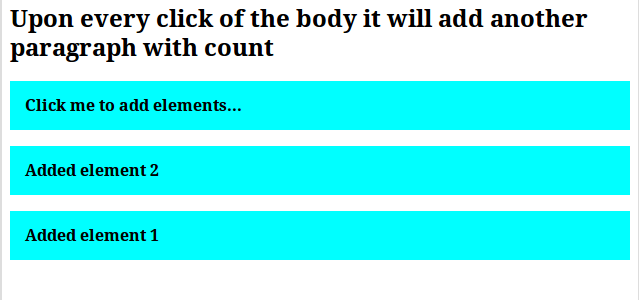 Upon every click of the body it will add another
paragraph with count
Click me to add elements...
Added element 2
Added element 1